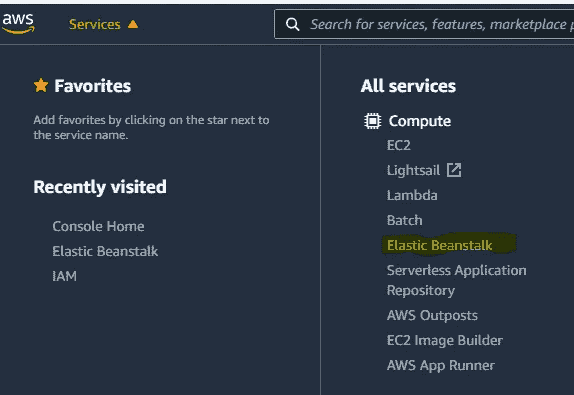 aws
Services
Search for services, features, marketplace p
Favorites
Add favorites by clicking on the star next to
the service name.
Recently visited
Console Home
Elastic Beanstalk
IAM
All services
Compute
EC2
Lightsail
Lambda
Batch
Elastic Beanstalk
Serverless Application
Repository
AWS Outposts
EC2 Image Builder
AWS App Runner